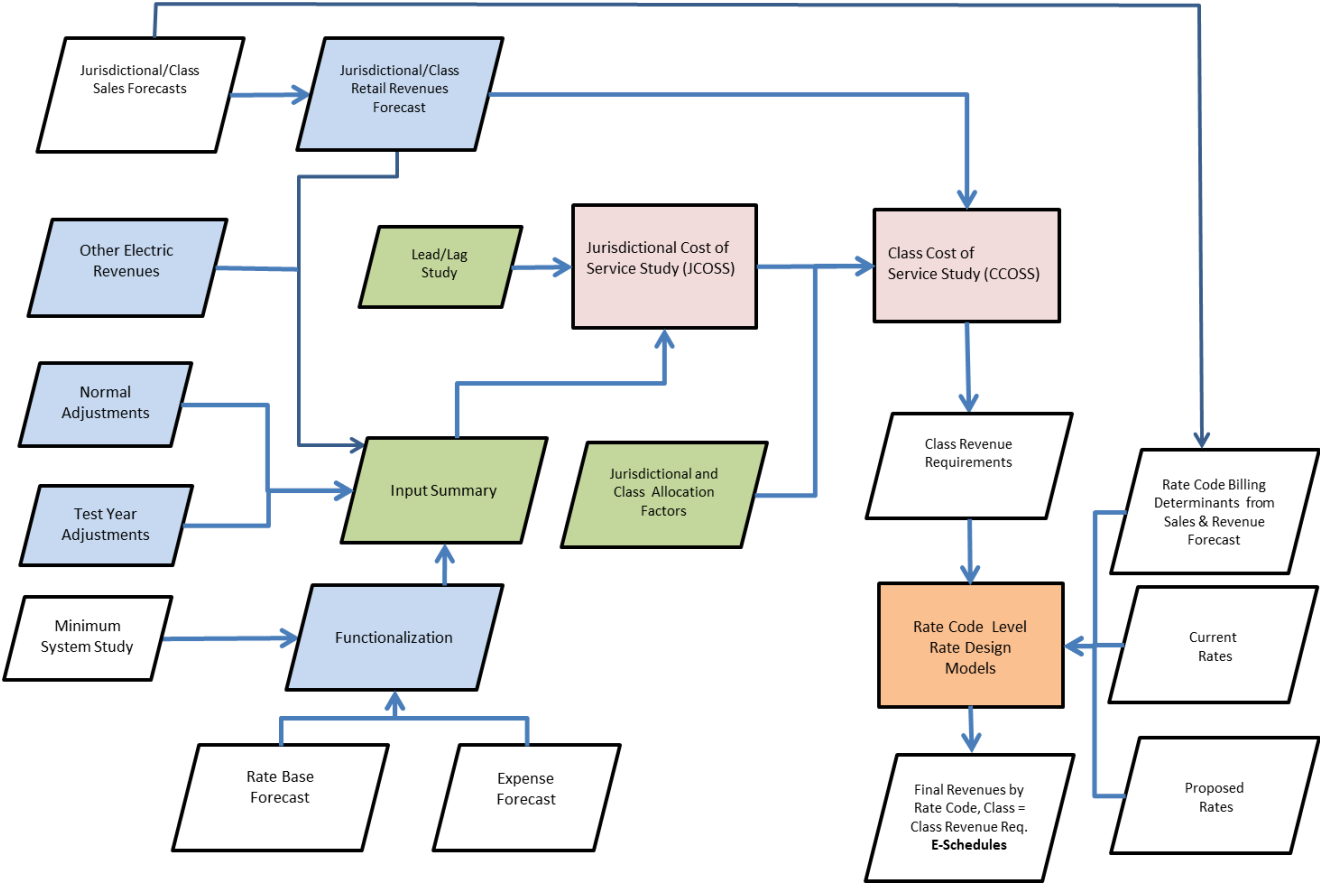 Jurisdictional/Class
Sales Forecasts
Jurisdictional/Class
Retail Revenues
Forecast
Other Electric
Revenues
Lead/Lag
Study
Jurisdictional Cost of
Service Study (JCOSS)
Class Cost of
Service Study (CCOSS)
Normal
Adjustments
Test Year
Adjustments
Input Summary
Jurisdictional and
Class Allocation
Factors
Class Revenue
Requirements
Rate Code Billing
Determinants from
Sales & Revenue
Forecast
Minimum
System Study
Functionalization
Rate Code Level
Rate Design
Models
Current
Rates
Rate Base
Forecast
Expense
Forecast
Final Revenues by
Rate Code, Class =
Class Revenue Req.
E-Schedules
Proposed
Rates